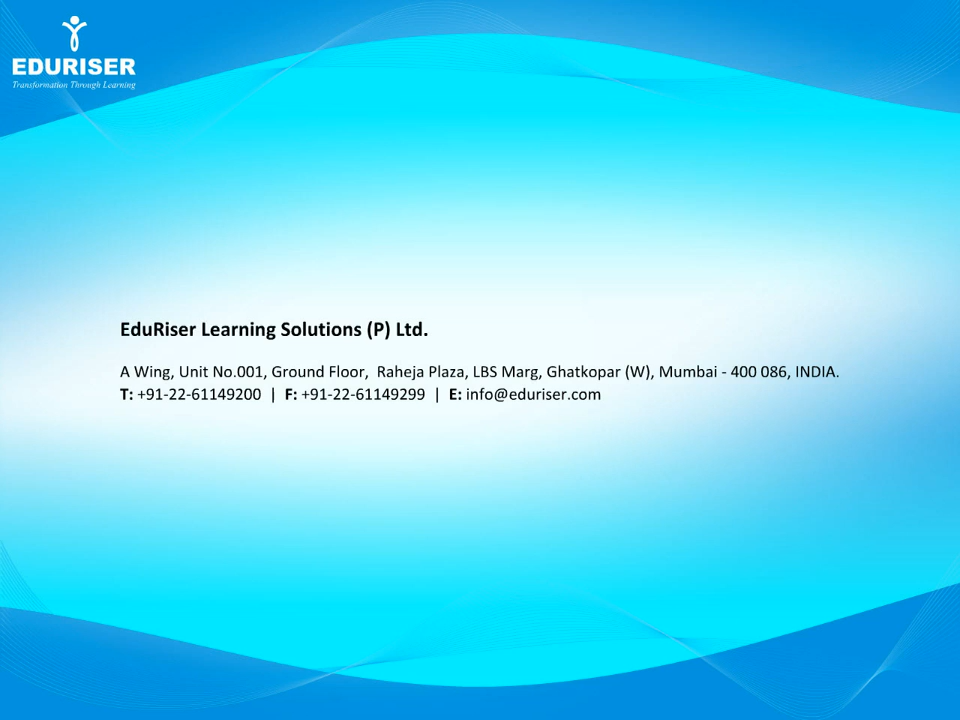 EDURISER
Transformation Through Learning
EduRiser Learning Solutions (P) Ltd.
A Wing, Unit No.001, Ground Floor,  Raheja Plaza, LBS Marg, Ghatkopar (W), Mumbai - 400 086, INDIA.
T: +91-22-61149200  |  F: +91-22-61149299  |  E: info@eduriser.com